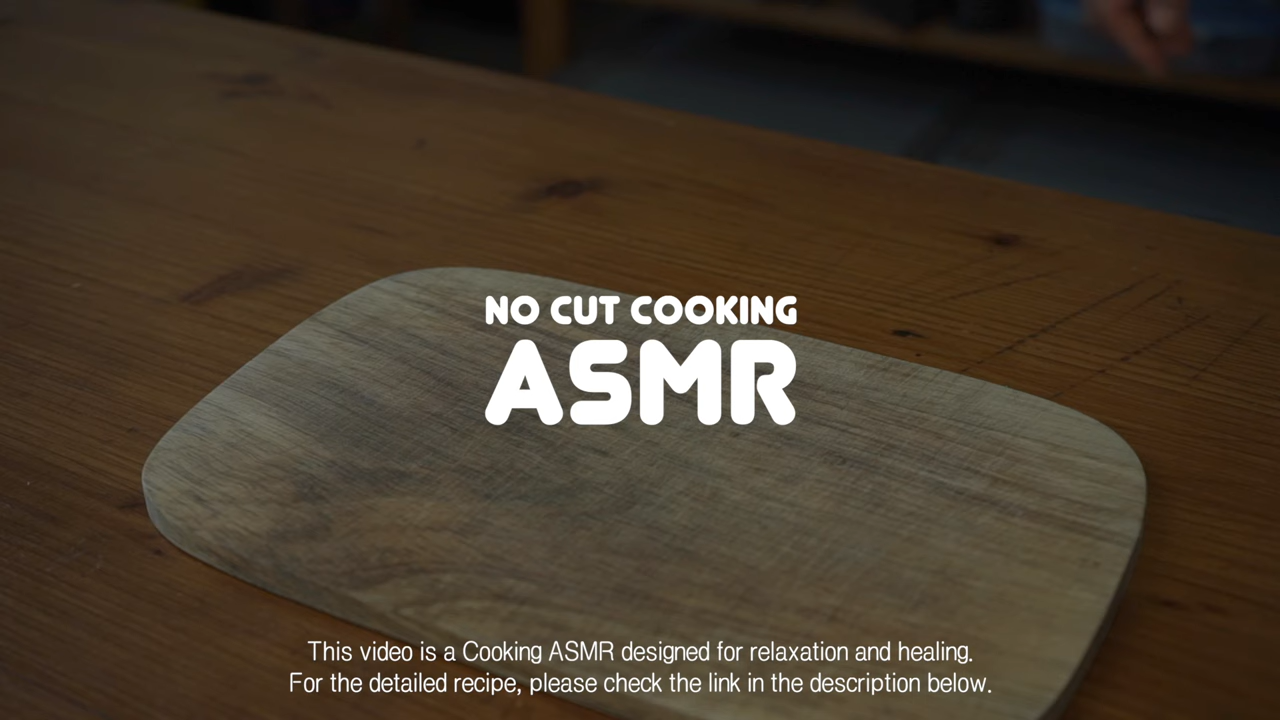 NO CUT COOKING
ASMR
This video is a Cooking ASMR designed for relaxation and healing.
For the detailed recipe, please check the link in the description below.